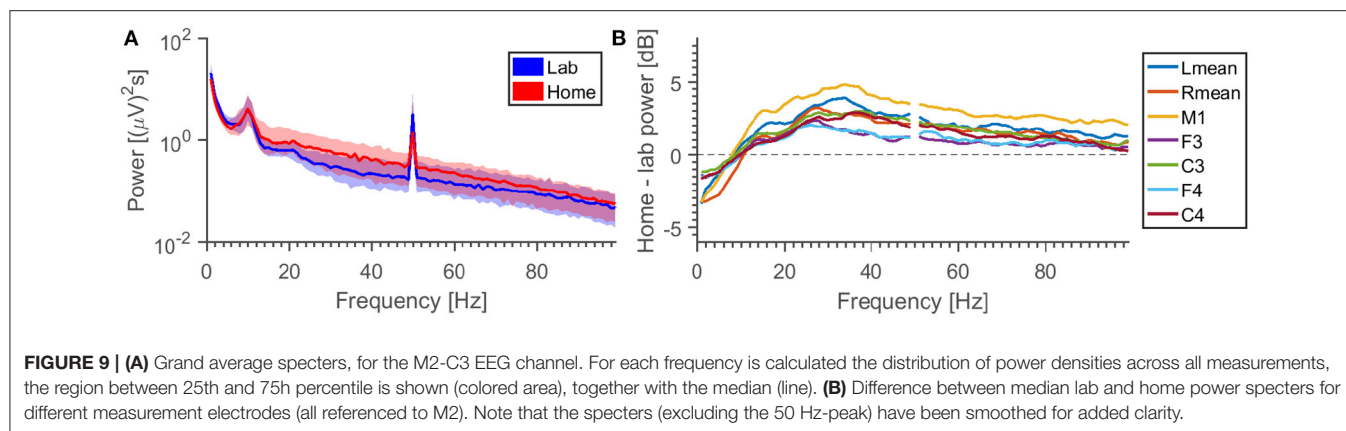 A
Power [(μV)²s]
10²
10⁰
10⁻²
0 20 40 60 80
Frequency [Hz]
Lab
Home
B
Home - lab power [dB]
5
0
-5
0 20 40 60 80
Frequency [Hz]
Lmean
Rmean
M1
F3
C3
F4
C4
FIGURE 9 | (A) Grand average specters, for the M2-C3 EEG channel. For each frequency is calculated the distribution of power densities across all measurements,
the region between 25th and 75h percentile is shown (colored area), together with the median (line). (B) Difference between median lab and home power specters for
different measurement electrodes (all referenced to M2). Note that the specters (excluding the 50 Hz-peak) have been smoothed for added clarity.